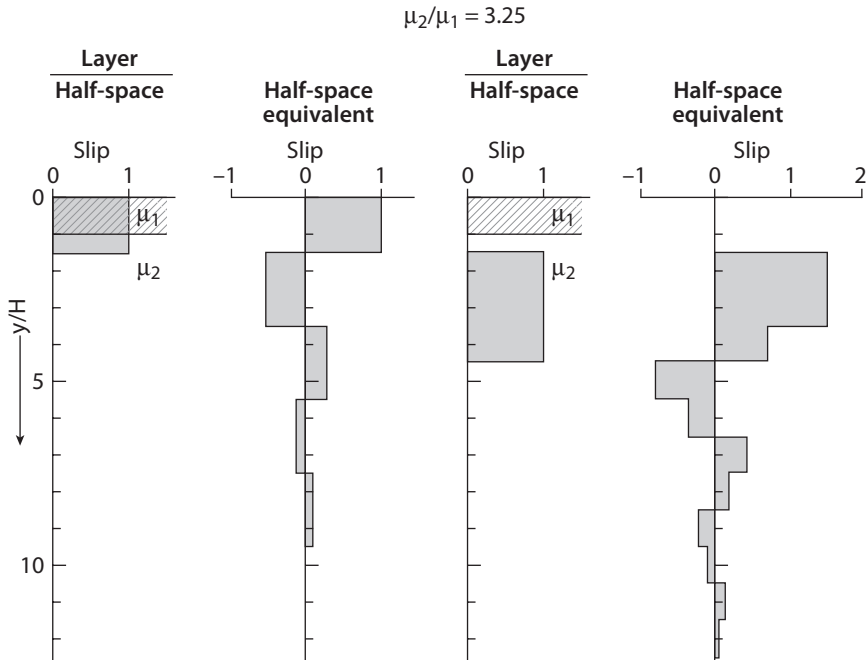 μ2/μ1 = 3.25
Layer
Half-space
Half-space
equivalent
Layer
Half-space
Half-space
equivalent
Slip
Slip
Slip
Slip
0 1
−1 0 1
0 1
−1 0 1 2
0
μ1
μ1
μ2
μ2
y/H
5
10